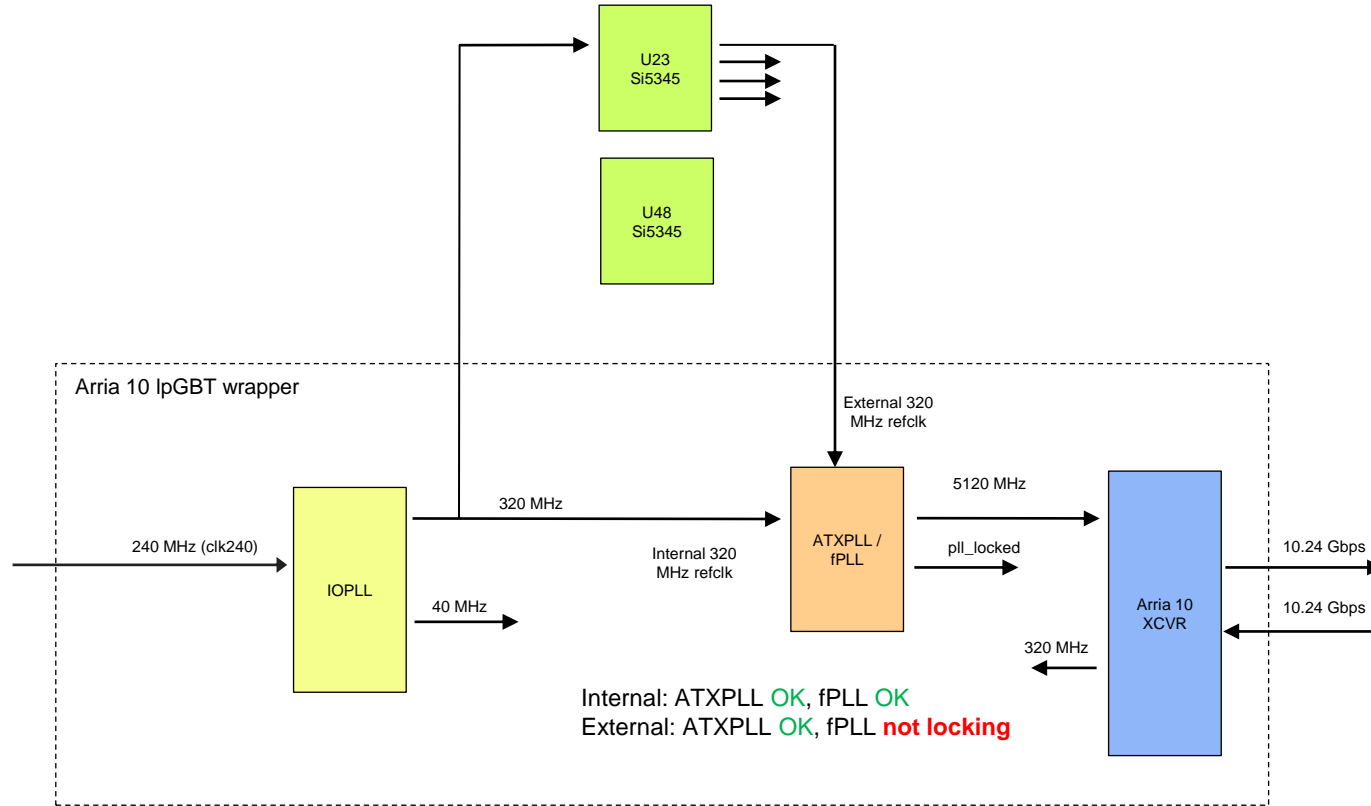 U23
Si5345
U48
Si5345
Arria 10 lpGBT wrapper
External 320
MHz refclk
320 MHz
5120 MHz
240 MHz (clk240)
Internal 320
MHz refclk
ATXPLL /
fPLL
pll_locked
10.24 Gbps
IOPLL
40 MHz
Arria 10
XCVR
10.24 Gbps
320 MHz
Internal: ATXPLL OK, fPLL OK
External: ATXPLL OK, fPLL not locking